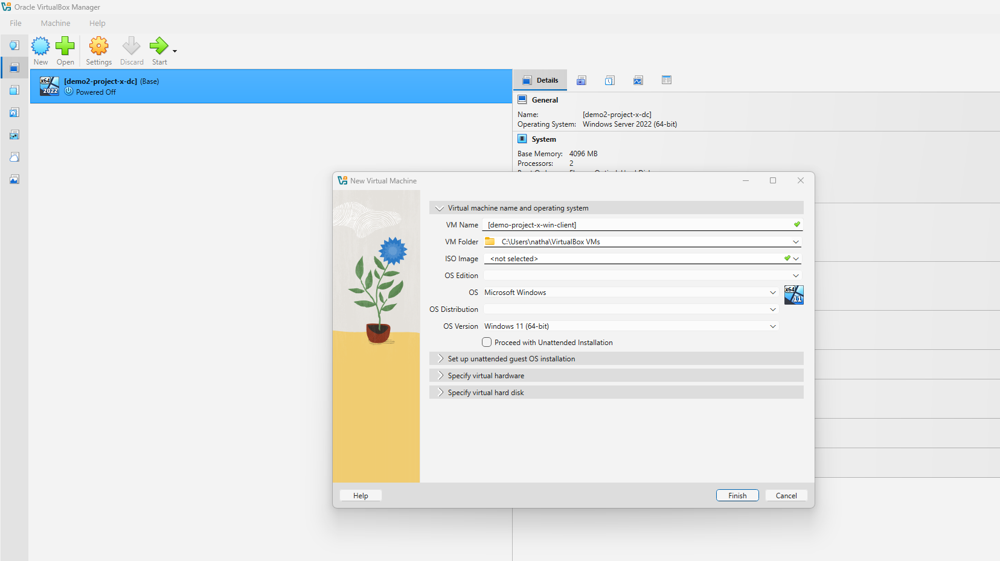 Oracle VirtualBox Manager
File Machine Help
New Open Settings Discard Start
x64 2022
[demo2-project-x-dc] (Base)
Powered Off
Details
General
Name: [demo2-project-x-dc]
Operating System: Windows Server 2022 (64-bit)
System
Base Memory: 4096 MB
Processors: 2
New Virtual Machine
Virtual machine name and operating system
VM Name [demo-project-x-win-client]
VM Folder C:\Users\natha\VirtualBox VMs
ISO Image <not selected>
OS Edition
OS Microsoft Windows
x64 11
OS Distribution
OS Version Windows 11 (64-bit)
Proceed with Unattended Installation
Set up unattended guest OS installation
Specify virtual hardware
Specify virtual hard disk
Help Finish Cancel